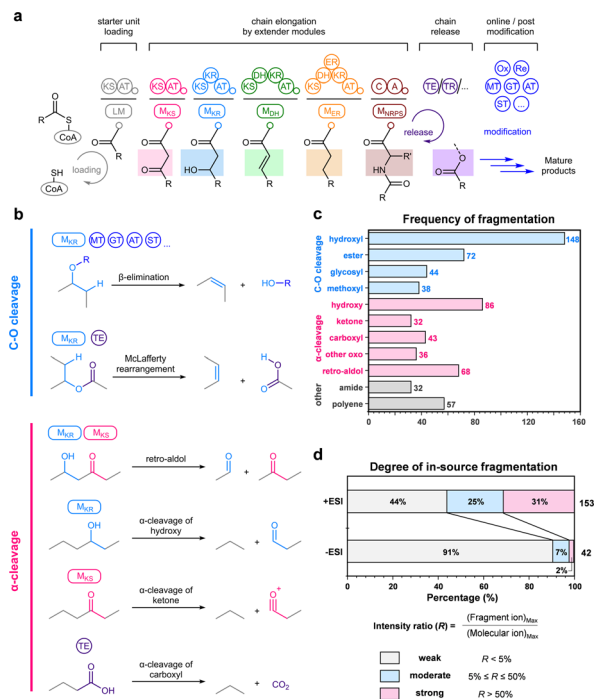 a
starter unit
loading
chain elongation
by extender modules
chain
release
online / post
modification
KS AT
KS AT
KR
KS AT
DH KR
KS AT
ER
DH KR
KS AT
C A
TE/TR/...
Ox Re
MT GT AT
ST ...
LM
MKS
MKR
MDH
MER
MNRPS
release
modification
O
R S
CoA
SH
CoA
loading
O
O R
O
O
O R
O
HO R
O
O
R
O
O
R
O
O R'
HN O
R
O
O R
Mature
products
b
C-O cleavage
MKR MT GT AT ST ...
R
O H
β-elimination
+ HO-R
MKR TE
H
O O
McLafferty
rearrangement
+
H
O
O
α-cleavage
MKR MKS
OH O
retro-aldol
O + O
MKR
OH
α-cleavage of
hydroxy
+ O
MKS
O
α-cleavage of
ketone
+ O+
TE
O
OH
α-cleavage of
carboxyl
+ CO2
c
Frequency of fragmentation
C-O cleavage
hydroxyl 148
ester 72
glycosyl 44
methoxyl 38
α-cleavage
hydroxy 86
ketone 32
carboxyl 43
other oxo 36
retro-aldol 68
other
amide 32
polyene 57
0 40 80 120 160
d
Degree of in-source fragmentation
+ESI 44% 25% 31% 153
-ESI 91% 7% 42
2%
0 20 40 60 80 100
Percentage (%)
Intensity ratio (R) = (Fragment ion)Max
(Molecular ion)Max
weak R < 5%
moderate 5% ≤ R ≤ 50%
strong R > 50%